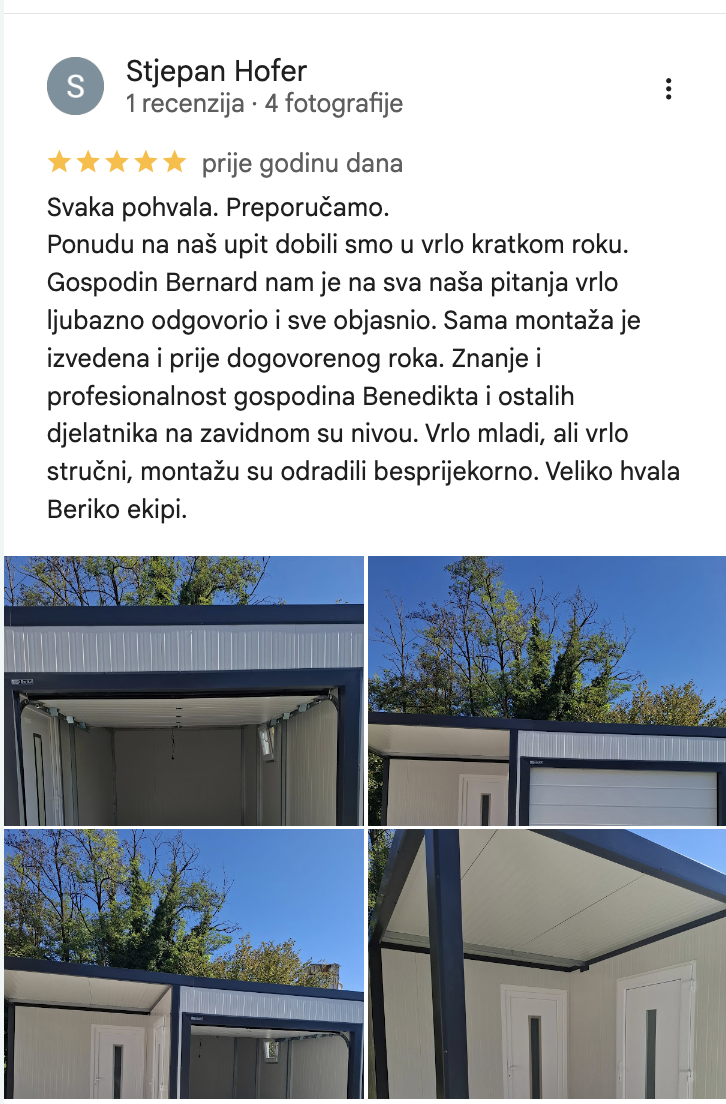 S
Stjepan Hofer
1 recenzija · 4 fotografije
prije godinu dana
Svaka pohvala. Preporučamo.
Ponudu na naš upit dobili smo u vrlo kratkom roku.
Gospodin Bernard nam je na sva naša pitanja vrlo
ljubazno odgovorio i sve objasnio. Sama montaža je
izvedena i prije dogovorenog roka. Znanje i
profesionalnost gospodina Benedikta i ostalih
djelatnika na zavidnom su nivou. Vrlo mladi, ali vrlo
stručni, montažu su odradili besprijekorno. Veliko hvala
Beriko ekipi.